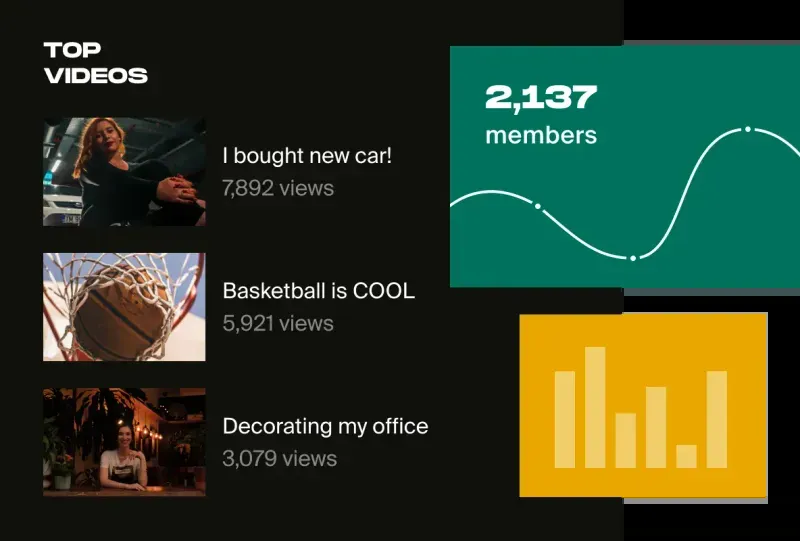 TOP
VIDEOS
I bought new car!
7,892 views
Basketball is COOL
5,921 views
Decorating my office
3,079 views
2,137
members